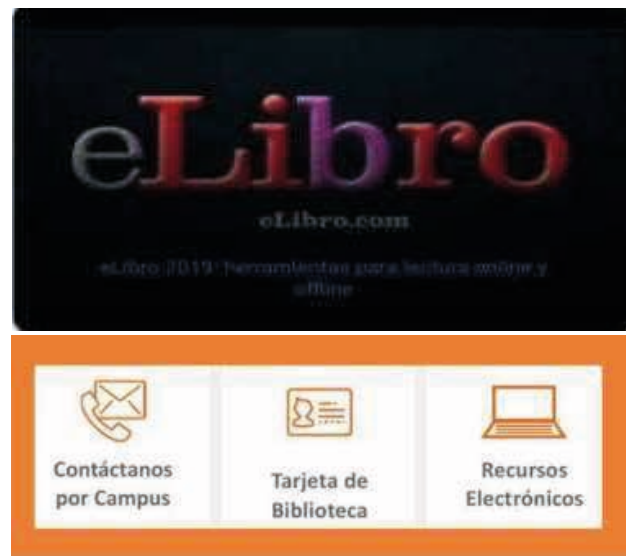 eLibro
eLibro.com
eLibro 2019: herramientas para lectura online y
offline
Contáctanos
por Campus
Tarjeta de
Biblioteca
Recursos
Electrónicos